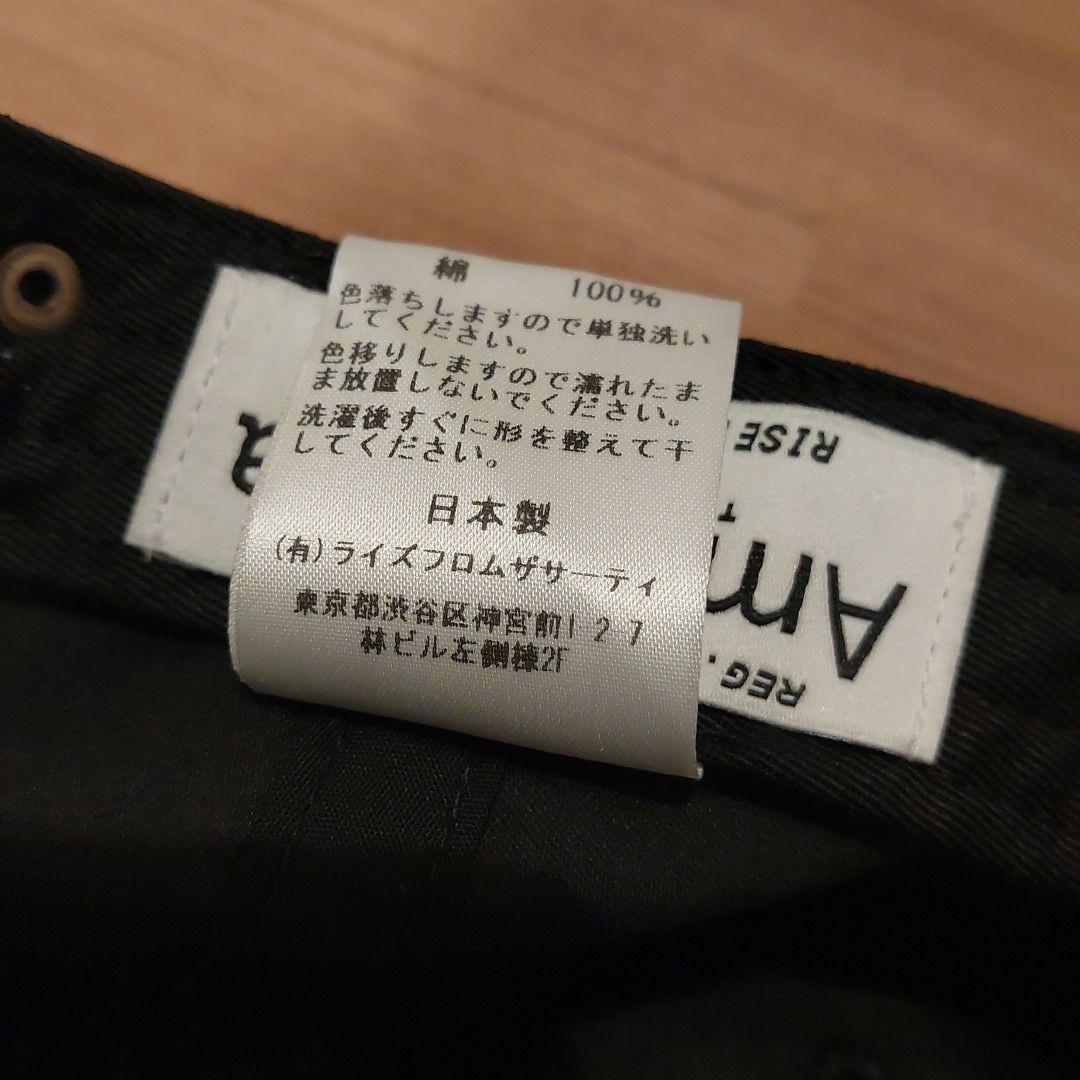 綿 100%
色落ちしますので単独洗い
してください。
色移りしますので濡れたま
ま放置しないでください。
洗濯後すぐに形を整えて干
してください。
日本製
(有)ライズフロムザサーティ
東京都渋谷区神宮前1 2-7
林ビル左側棟2F
REG.
Am
a
T
RISE